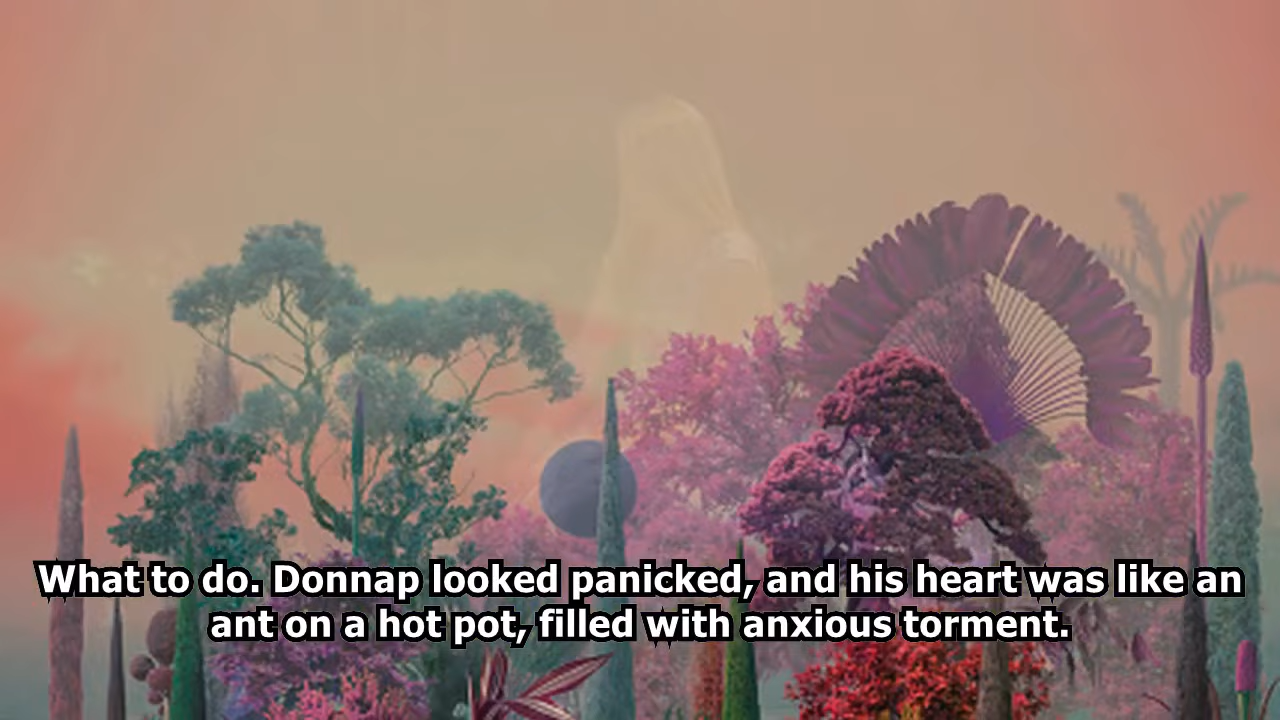 What to do. Donnap looked panicked, and his heart was like an
ant on a hot pot, filled with anxious torment.